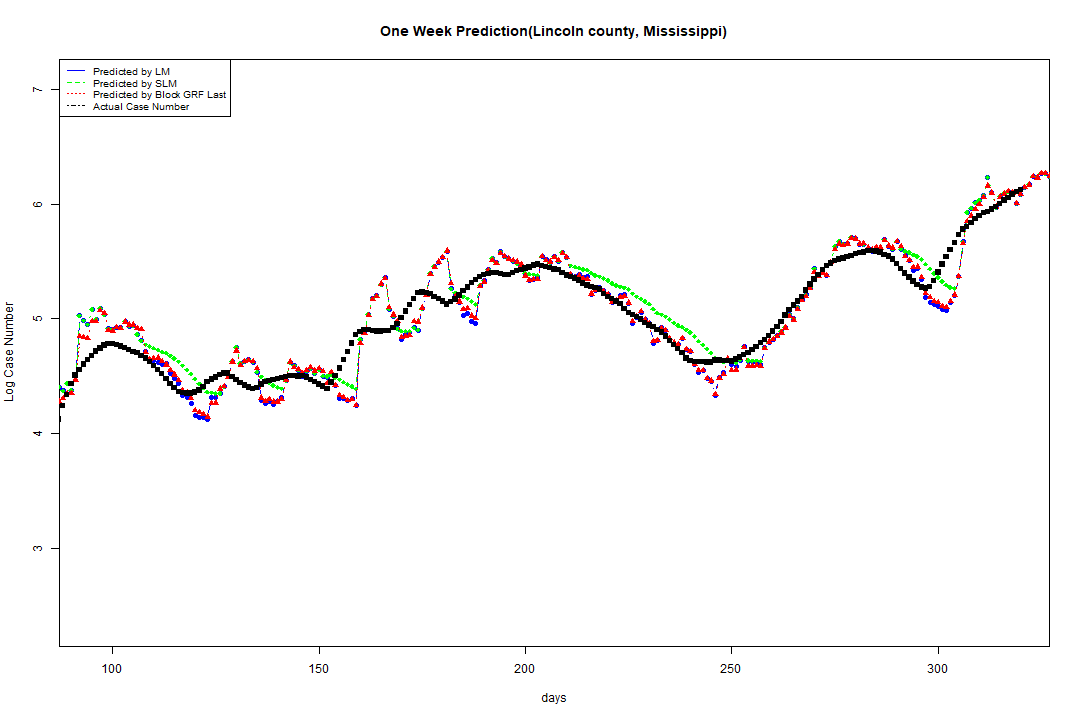 One Week Prediction(Lincoln county, Mississippi)
Predicted by LM
Predicted by SLM
Predicted by Block GRF Last
Actual Case Number
7
6
5
4
3
Log Case Number
100 150 200 250 300
days